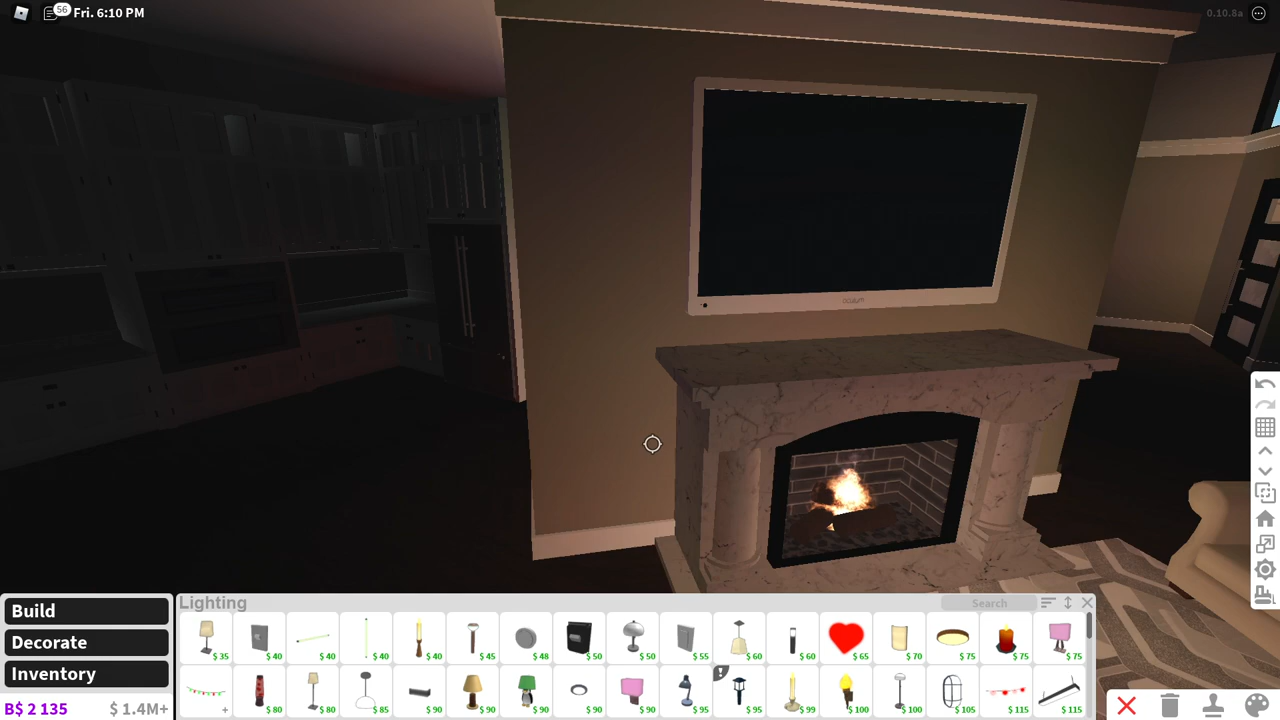 56 Fri. 6:10 PM
0.10.8a
oculus
Lighting
Search
Build
Decorate
Inventory
B$ 2 135 $ 1.4M+
$ 35 $ 40 $ 40 $ 40 $ 40 $ 45 $ 48 $ 50 $ 50 $ 55 $ 60 $ 60 $ 65 $ 70 $ 75 $ 75 $ 75
+ $ 80 $ 80 $ 85 $ 90 $ 90 $ 90 $ 90 $ 90 $ 95 $ 95 $ 99 $ 100 $ 100 $ 105 $ 115 $ 115